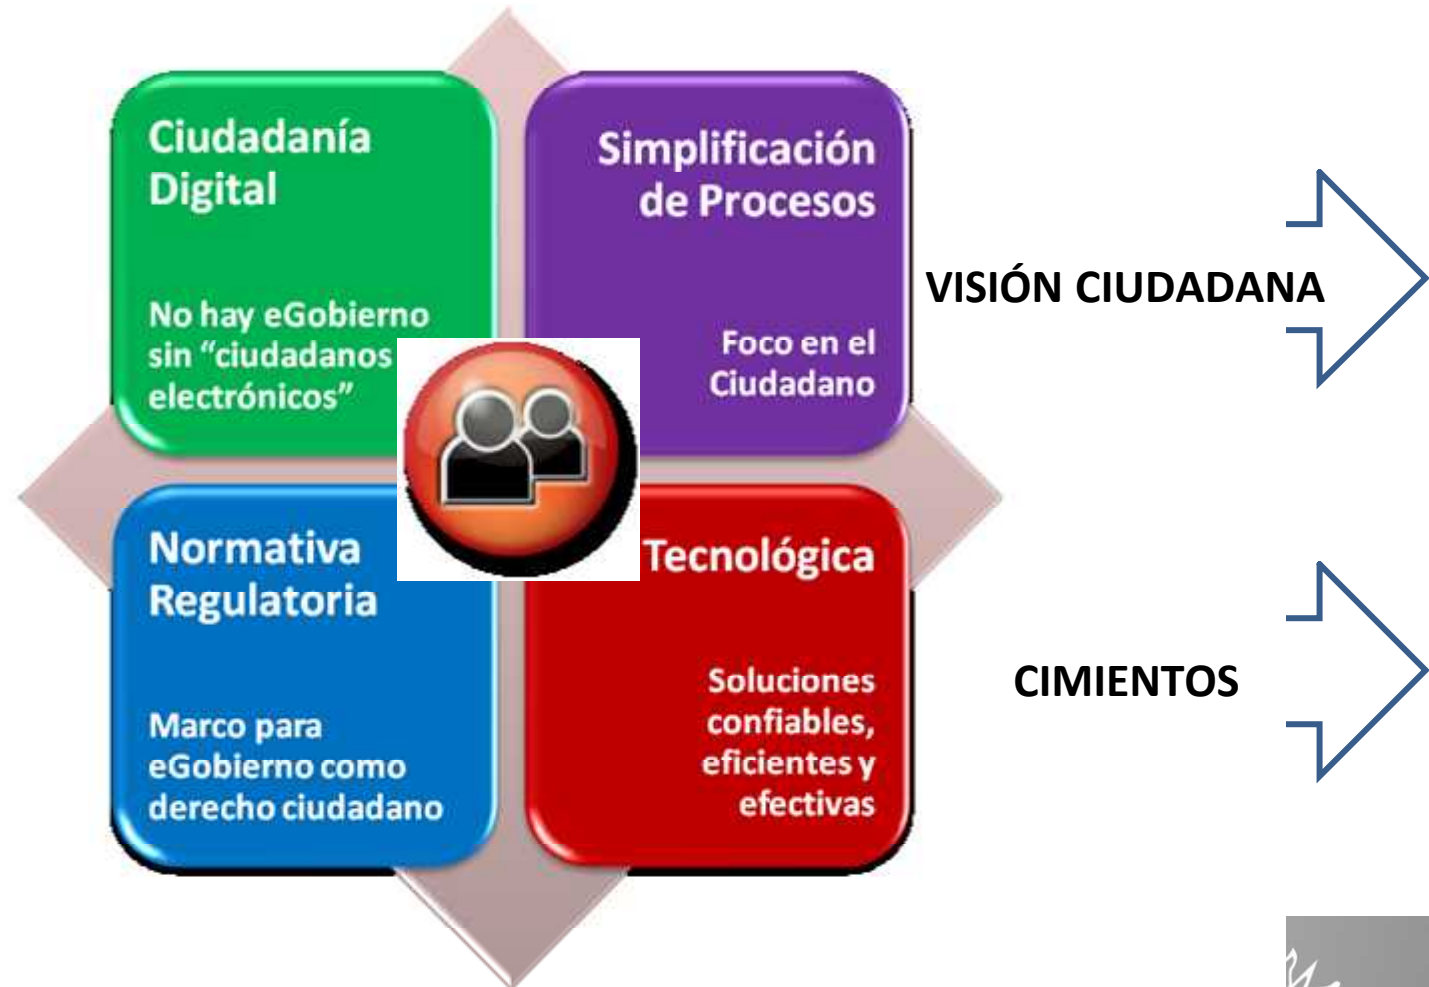 Ciudadanía
Digital
No hay eGobierno
sin “ciudadanos
electrónicos”
Simplificación
de Procesos
Foco en el
Ciudadano
VISIÓN CIUDADANA
Normativa
Regulatoria
Marco para
eGobierno como
derecho ciudadano
Tecnológica
Soluciones
confiables,
eficientes y
efectivas
CIMIENTOS